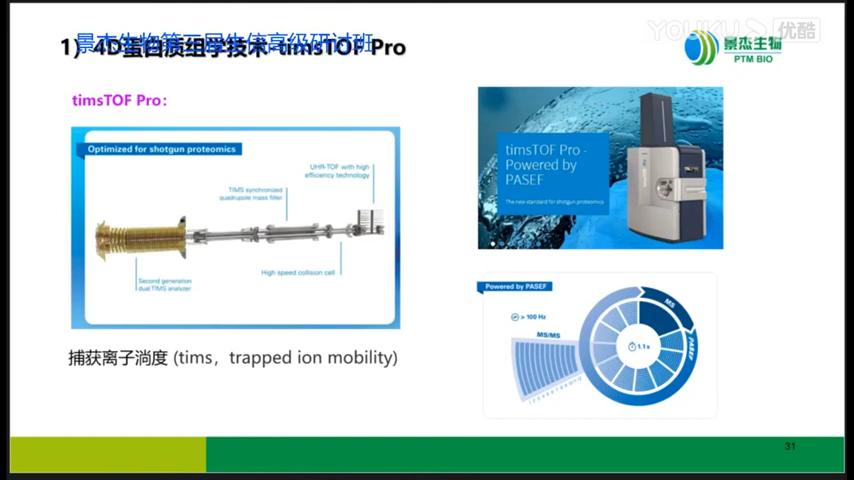 1) 4D蛋白质组学技术-timsTOF Pro
景杰生物第二届生信高级研讨班
YOUKU 优酷
景杰生物
PTM BIO
timsTOF Pro:
Optimized for shotgun proteomics
UHR-TOF with high
efficiency technology
TIMS synchronized
quadrupole mass filter
High speed collision cell
Second generation
dual TIMS analyzer
捕获离子淌度 (tims，trapped ion mobility)
timsTOF Pro -
Powered by
PASEF
The new standard for shotgun proteomics
Powered by PASEF
> 100 Hz
MS/MS
MS
PASEF
1.1 s
31